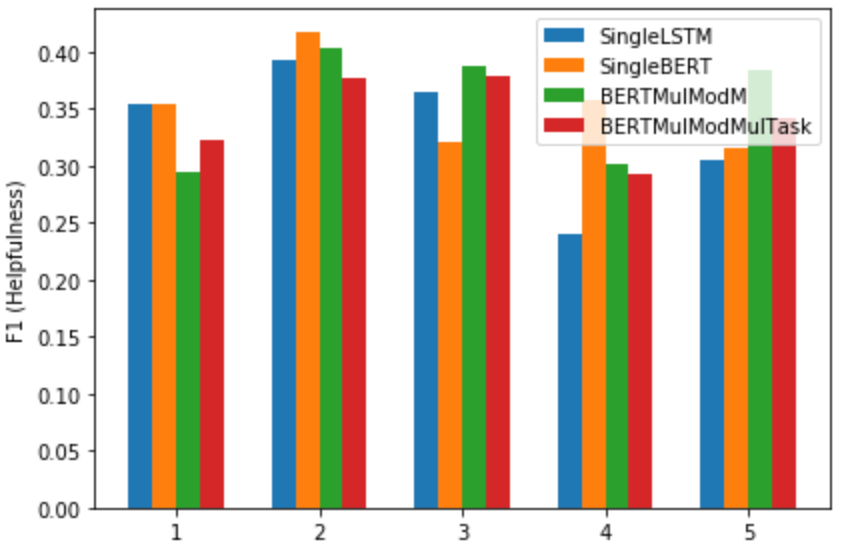 SingleLSTM
SingleBERT
BERTMulModM
BERTMulModMulTask
F1 (Helpfulness)
0.40
0.35
0.30
0.25
0.20
0.15
0.10
0.05
0.00
1 2 3 4 5